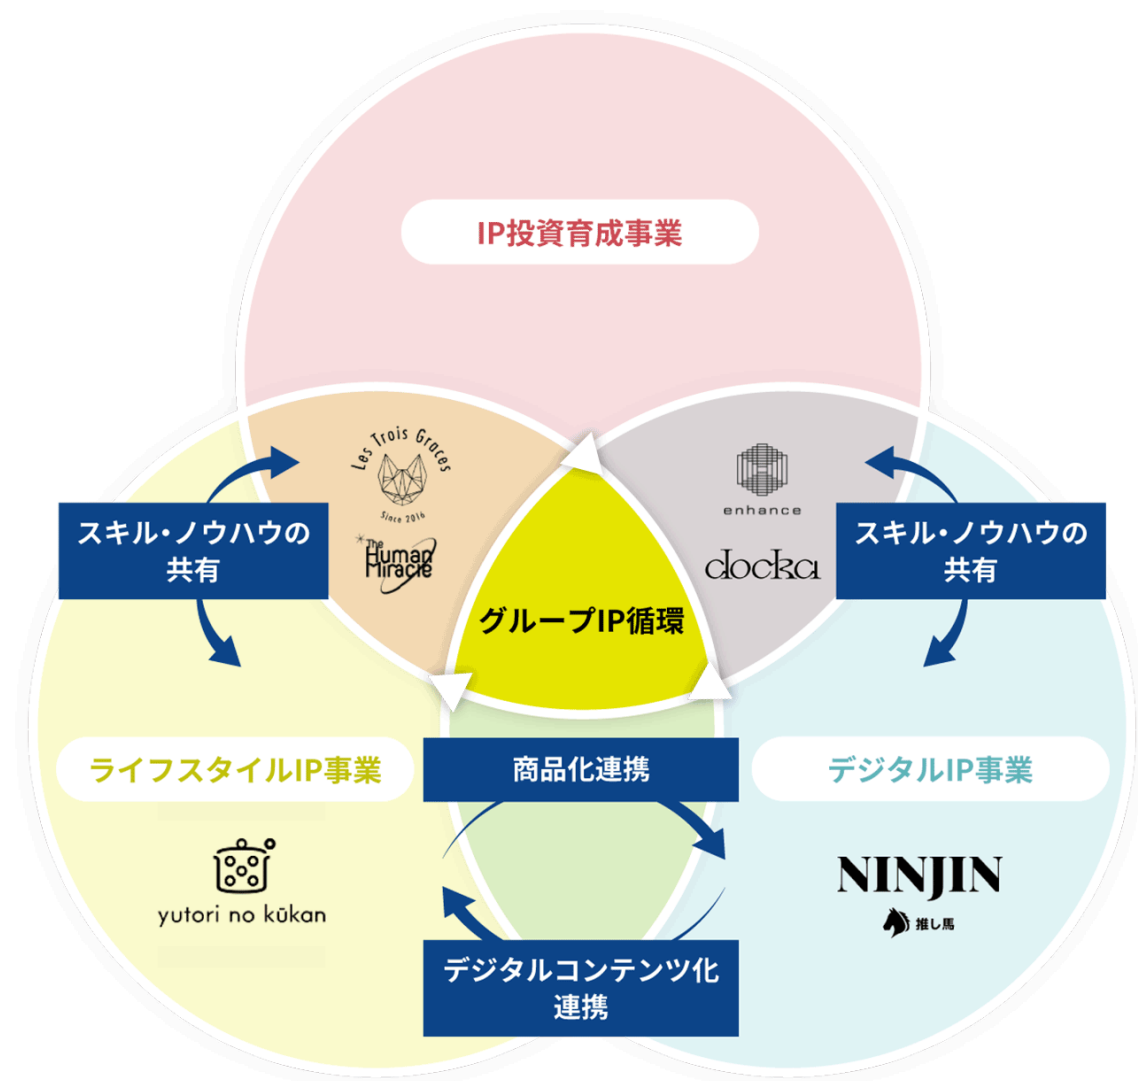 IP投資育成事業
Les Trois Graces
Since 2016
The
Human
Miracle
enhance
docka
スキル・ノウハウの
共有
スキル・ノウハウの
共有
グループIP循環
ライフスタイルIP事業
商品化連携
デジタルIP事業
yutori no kūkan
NINJIN
推し馬
デジタルコンテンツ化
連携